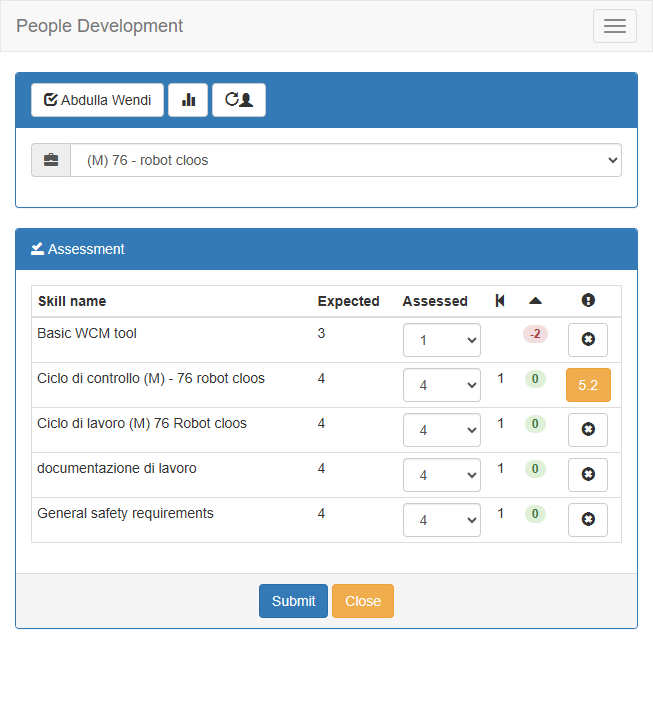 People Development
Abdulla Wendi
(M) 76 - robot cloos
Assessment
Skill name Expected Assessed
Basic WCM tool 3 1 -2
Ciclo di controllo (M) - 76 robot cloos 4 4 1 0 5.2
Ciclo di lavoro (M) 76 Robot cloos 4 4 1 0
documentazione di lavoro 4 4 1 0
General safety requirements 4 4 1 0
Submit Close